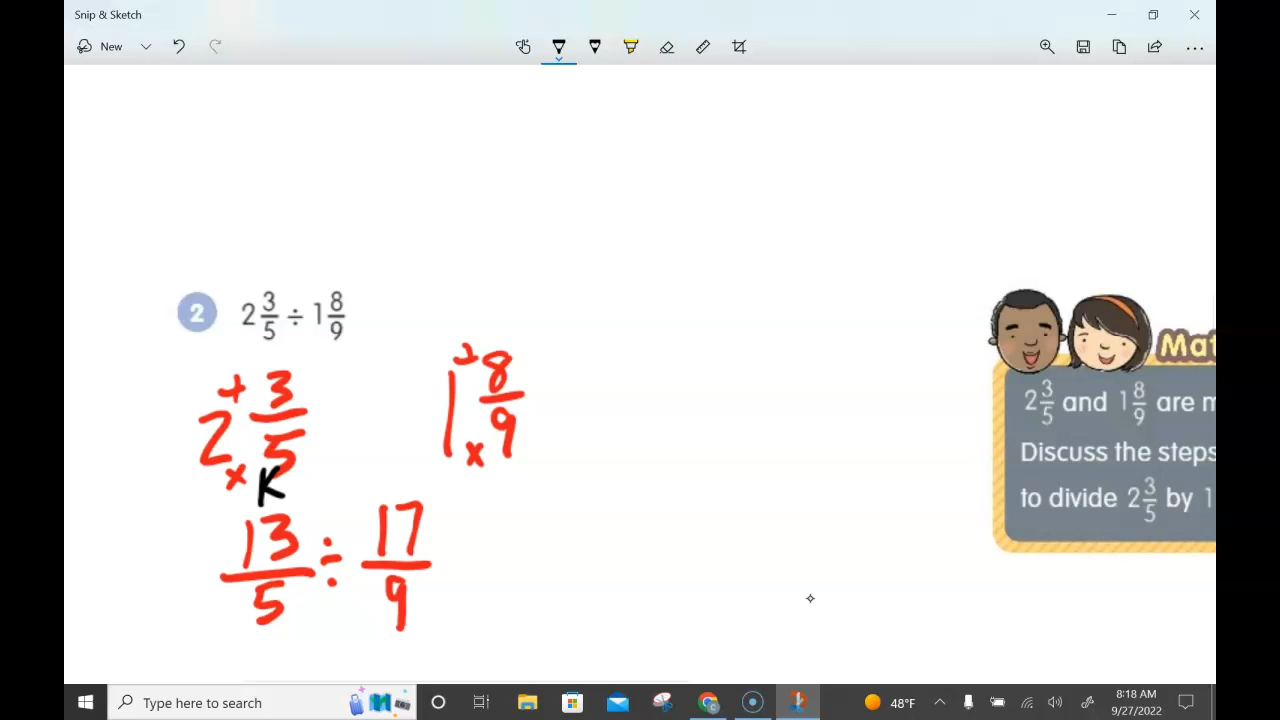 Snip & Sketch
New
2 2 3/5 ÷ 1 8/9
2 + 3/5 x
1 + 8/9 x
K
13/5 ÷ 17/9
Mat
2 3/5 and 1 8/9 are m
Discuss the steps
to divide 2 3/5 by 1
Type here to search
48°F
8:18 AM
9/27/2022